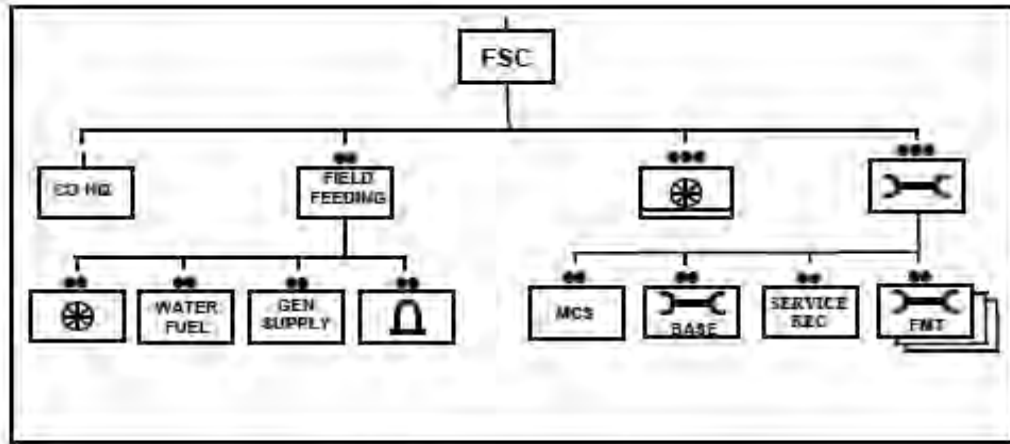 FSC
CO HQ
FIELD
FEEDING
WATER
FUEL
GEN
SUPPLY
MCS
BASE
SERVICE
REC
FMT